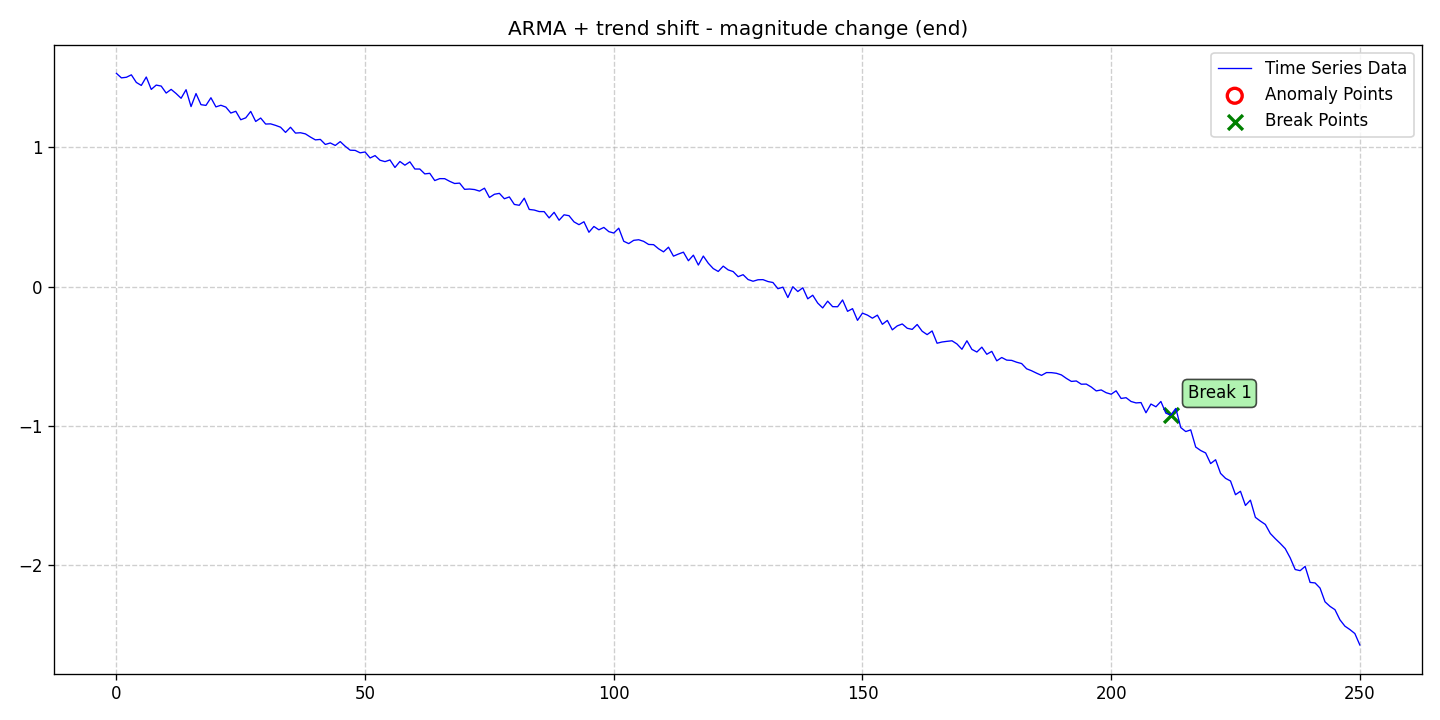 ARMA + trend shift - magnitude change (end)
Time Series Data
Anomaly Points
Break Points
1
0
−1
−2
Break 1
0
50
100
150
200
250